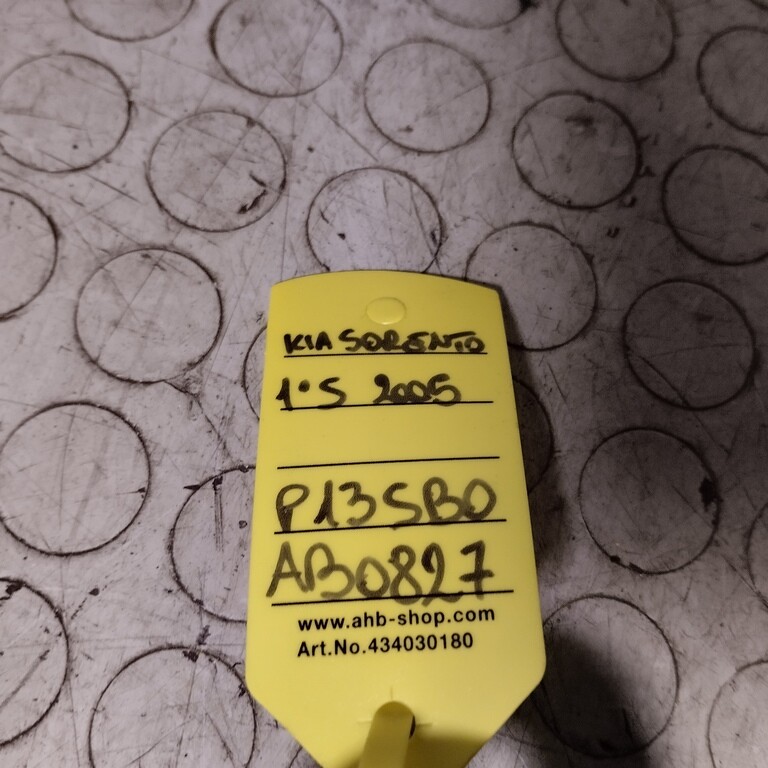 KIA SORENTO
1°S 2005
P13SB0
AB0827
www.ahb-shop.com
Art.No.434030180